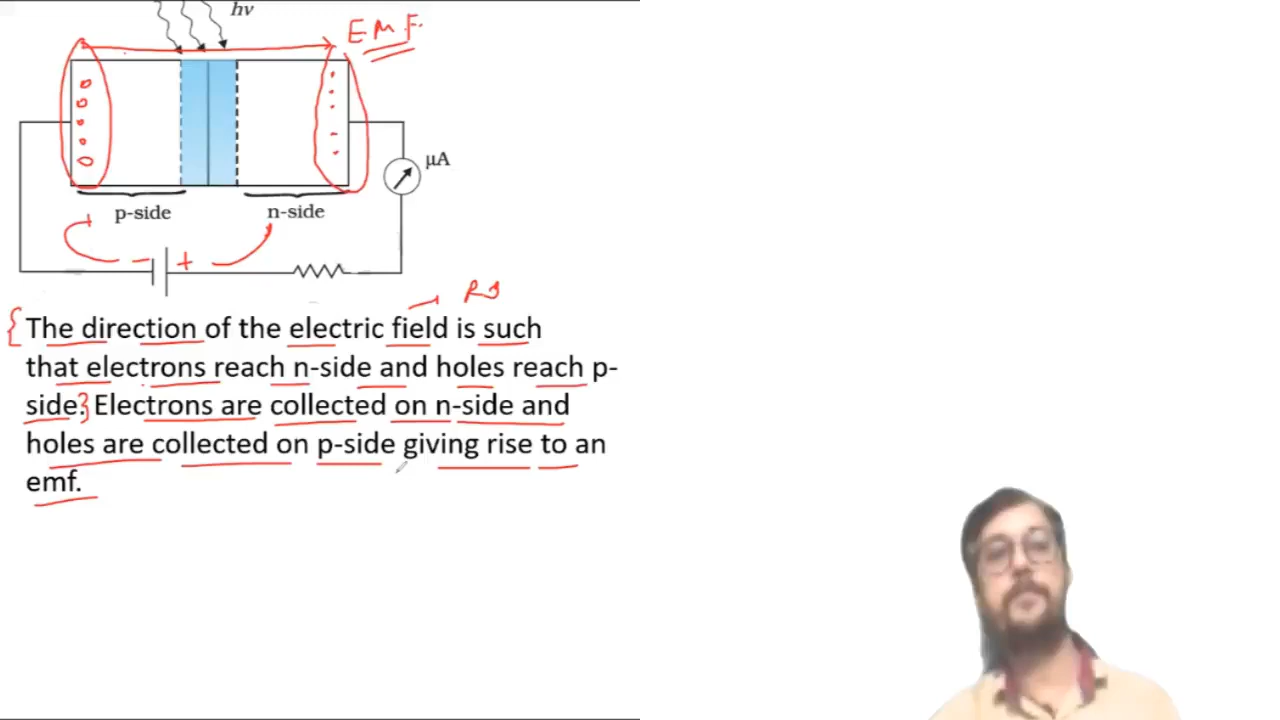 hν
EMF
μA
p-side
n-side
- +
RB
{The direction of the electric field is such
that electrons reach n-side and holes reach p-
side.} Electrons are collected on n-side and
holes are collected on p-side giving rise to an
emf.